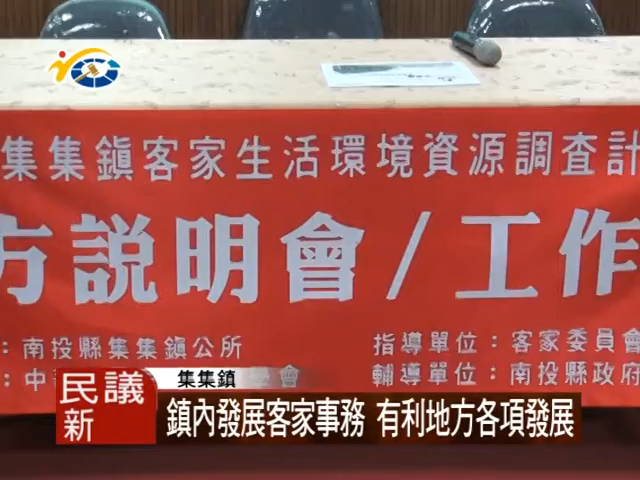 集集鎮客家生活環境資源調查計
方説明會/工作
：南投縣集集鎮公所
指導單位：客家委員會
：中
會
輔導單位：南投縣政府
集集鎮
民議
新
鎮內發展客家事務 有利地方各項發展